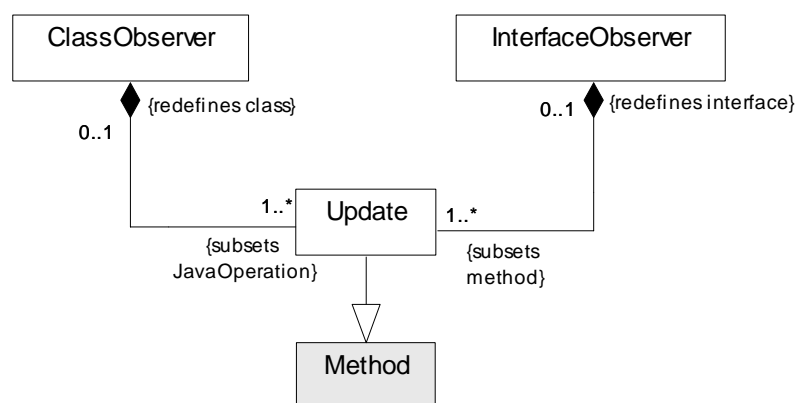 ClassObserver
InterfaceObserver
{redefines class}
{redefines interface}
0..1
0..1
1..*
Update
1..*
{subsets
JavaOperation}
{subsets
method}
Method